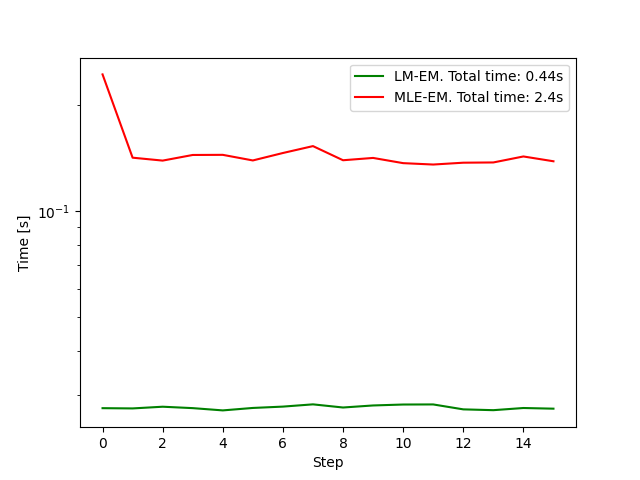 LM-EM. Total time: 0.44s
MLE-EM. Total time: 2.4s
Time [s]
10⁻¹
0 2 4 6 8 10 12 14
Step